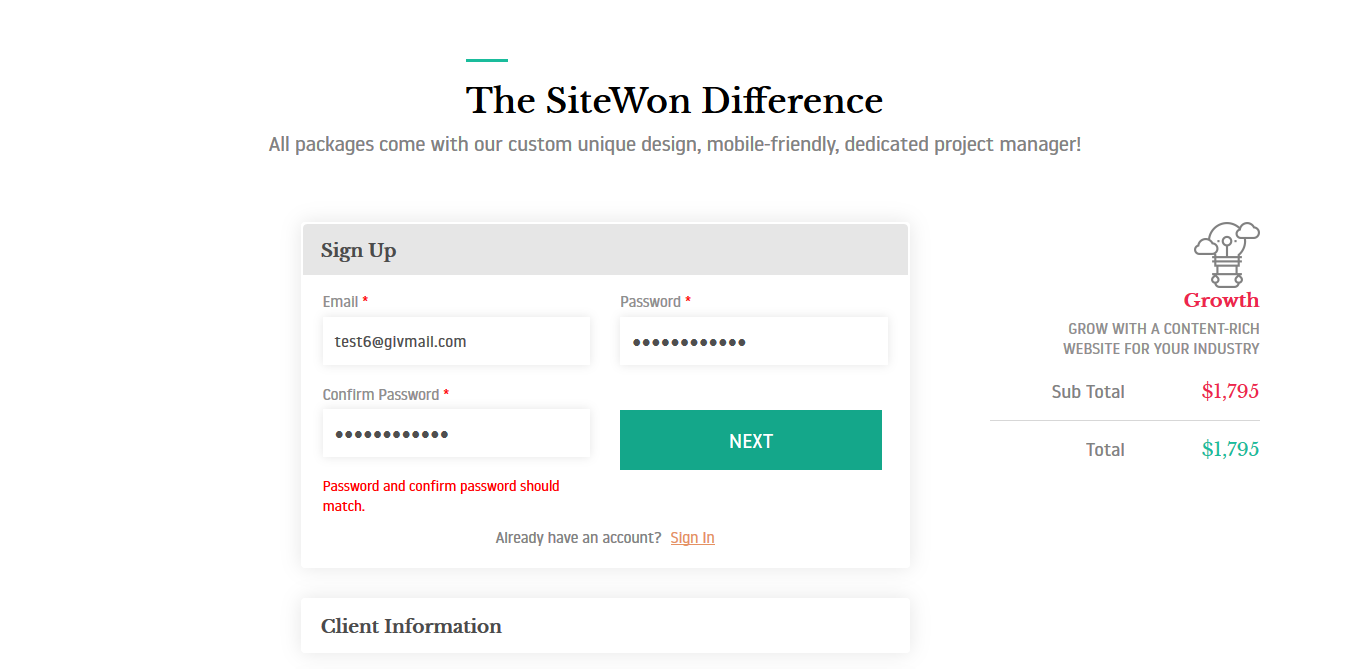 The SiteWon Difference
All packages come with our custom unique design, mobile-friendly, dedicated project manager!
Sign Up
Email *
Password *
test6@givmail.com
●●●●●●●●●●●●
Confirm Password *
●●●●●●●●●●●●
NEXT
Password and confirm password should
match.
Already have an account? Sign In
Client Information
Growth
GROW WITH A CONTENT-RICH
WEBSITE FOR YOUR INDUSTRY
Sub Total $1,795
Total $1,795